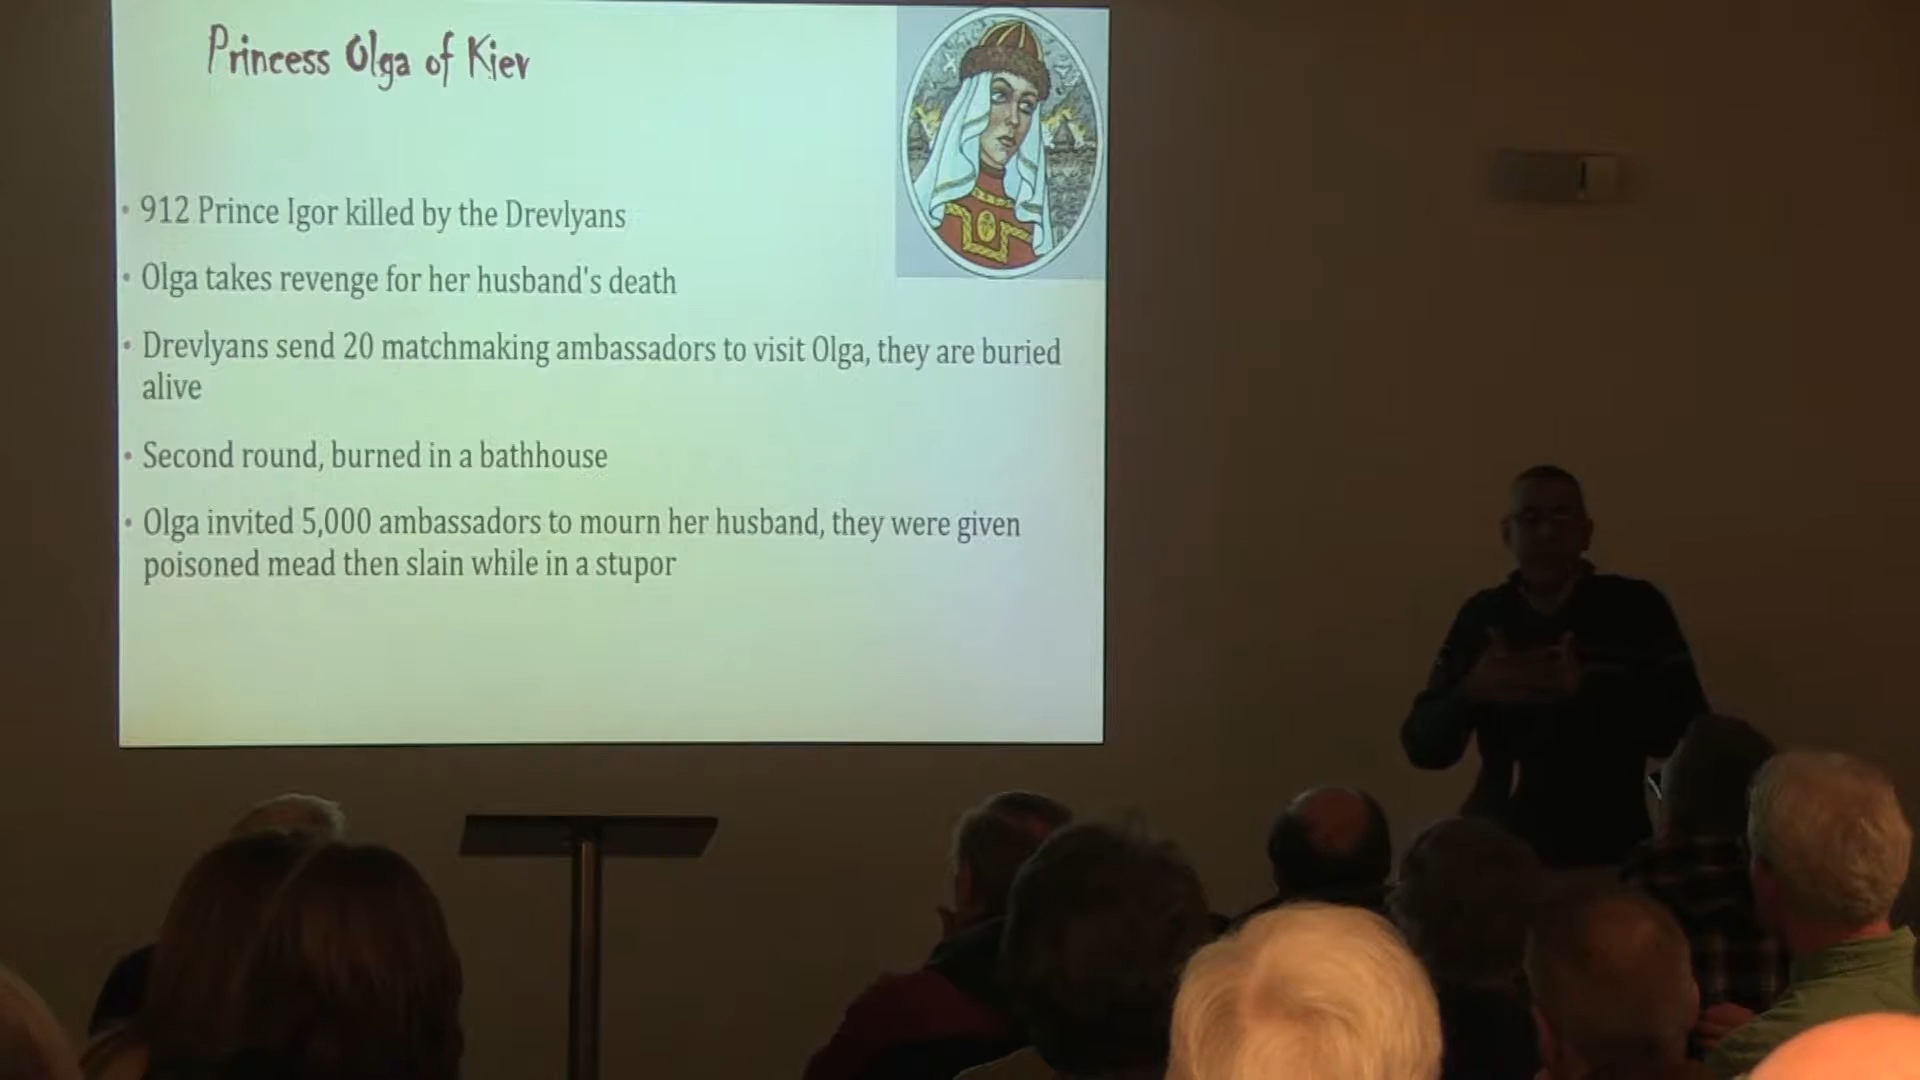 Princess Olga of Kiev
• 912 Prince Igor killed by the Drevlyans
• Olga takes revenge for her husband's death
• Drevlyans send 20 matchmaking ambassadors to visit Olga, they are buried
alive
• Second round, burned in a bathhouse
• Olga invited 5,000 ambassadors to mourn her husband, they were given
poisoned mead then slain while in a stupor